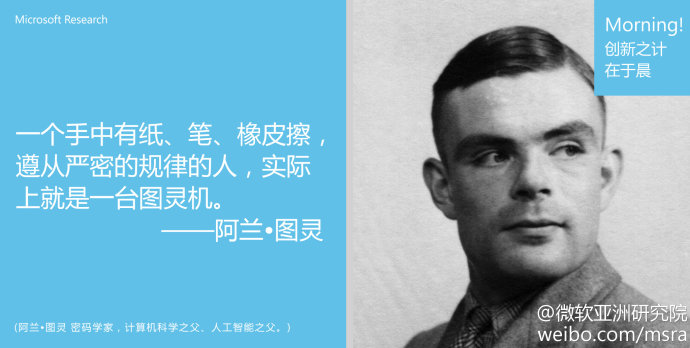 Microsoft Research
Morning!
创新之计
在于晨
一个手中有纸、笔、橡皮擦，
遵从严密的规律的人，实际
上就是一台图灵机。
——阿兰•图灵
(阿兰•图灵 密码学家，计算机科学之父、人工智能之父。)
@微软亚洲研究院
weibo.com/msra